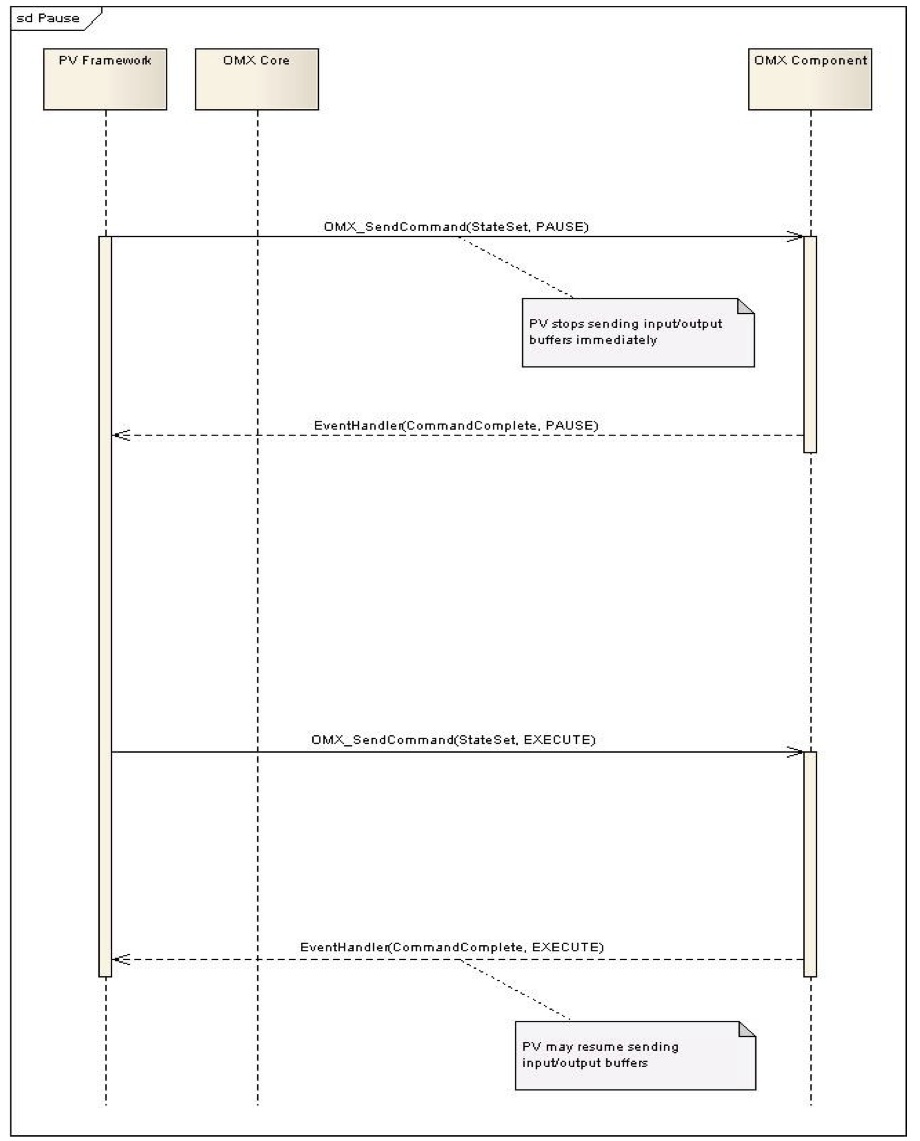 sd Pause
PV Framework
OMX Core
OMX Component
OMX_SendCommand(StateSet, PAUSE)
PV stops sending input/output
buffers immediately
EventHandler(CommandComplete, PAUSE)
OMX_SendCommand(StateSet, EXECUTE)
EventHandler(CommandComplete, EXECUTE)
PV may resume sending
input/output buffers